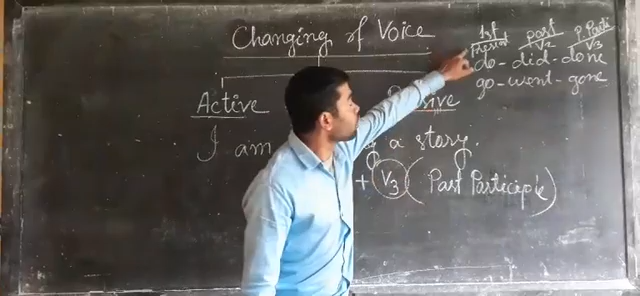 Changing of Voice
1st past p. Parti
Present V2 V3
do - did - done
go - went - gone
Active
I am a story.
+ V3 (Past Participle)